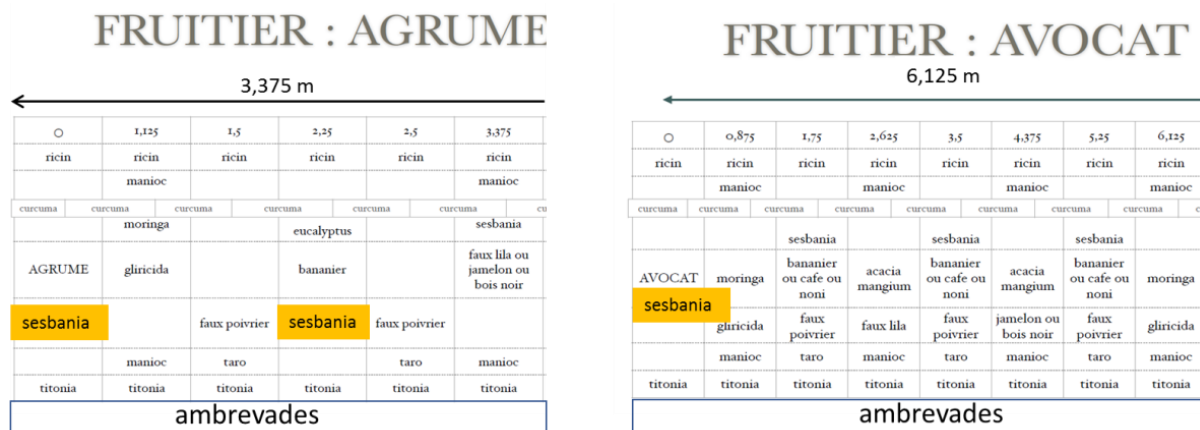 FRUITIER : AGRUME
3,375 m
0 1,125 1,5 2,25 2,5 3,375
ricin ricin ricin ricin ricin ricin
manioc manioc
curcuma curcuma curcuma curcuma curcuma curcuma cu
moringa eucalyptus sesbania
AGRUME gliricida bananier faux lila ou jamelon ou bois noir
sesbania faux poivrier sesbania faux poivrier
manioc taro taro manioc
titonia titonia titonia titonia titonia titonia
ambrevades
FRUITIER : AVOCAT
6,125 m
0 0,875 1,75 2,625 3,5 4,375 5,25 6,125
ricin ricin ricin ricin ricin ricin ricin ricin
manioc manioc manioc manioc
curcuma curcuma curcuma curcuma curcuma curcuma curcuma curcuma c
sesbania sesbania sesbania
AVOCAT moringa bananier ou cafe ou noni acacia mangium bananier ou cafe ou noni acacia mangium bananier ou cafe ou noni moringa
sesbania
gliricida faux poivrier faux lila faux poivrier jamelon ou bois noir faux poivrier gliricida
manioc taro manioc taro manioc taro manioc
titonia titonia titonia titonia titonia titonia titonia titonia
ambrevades